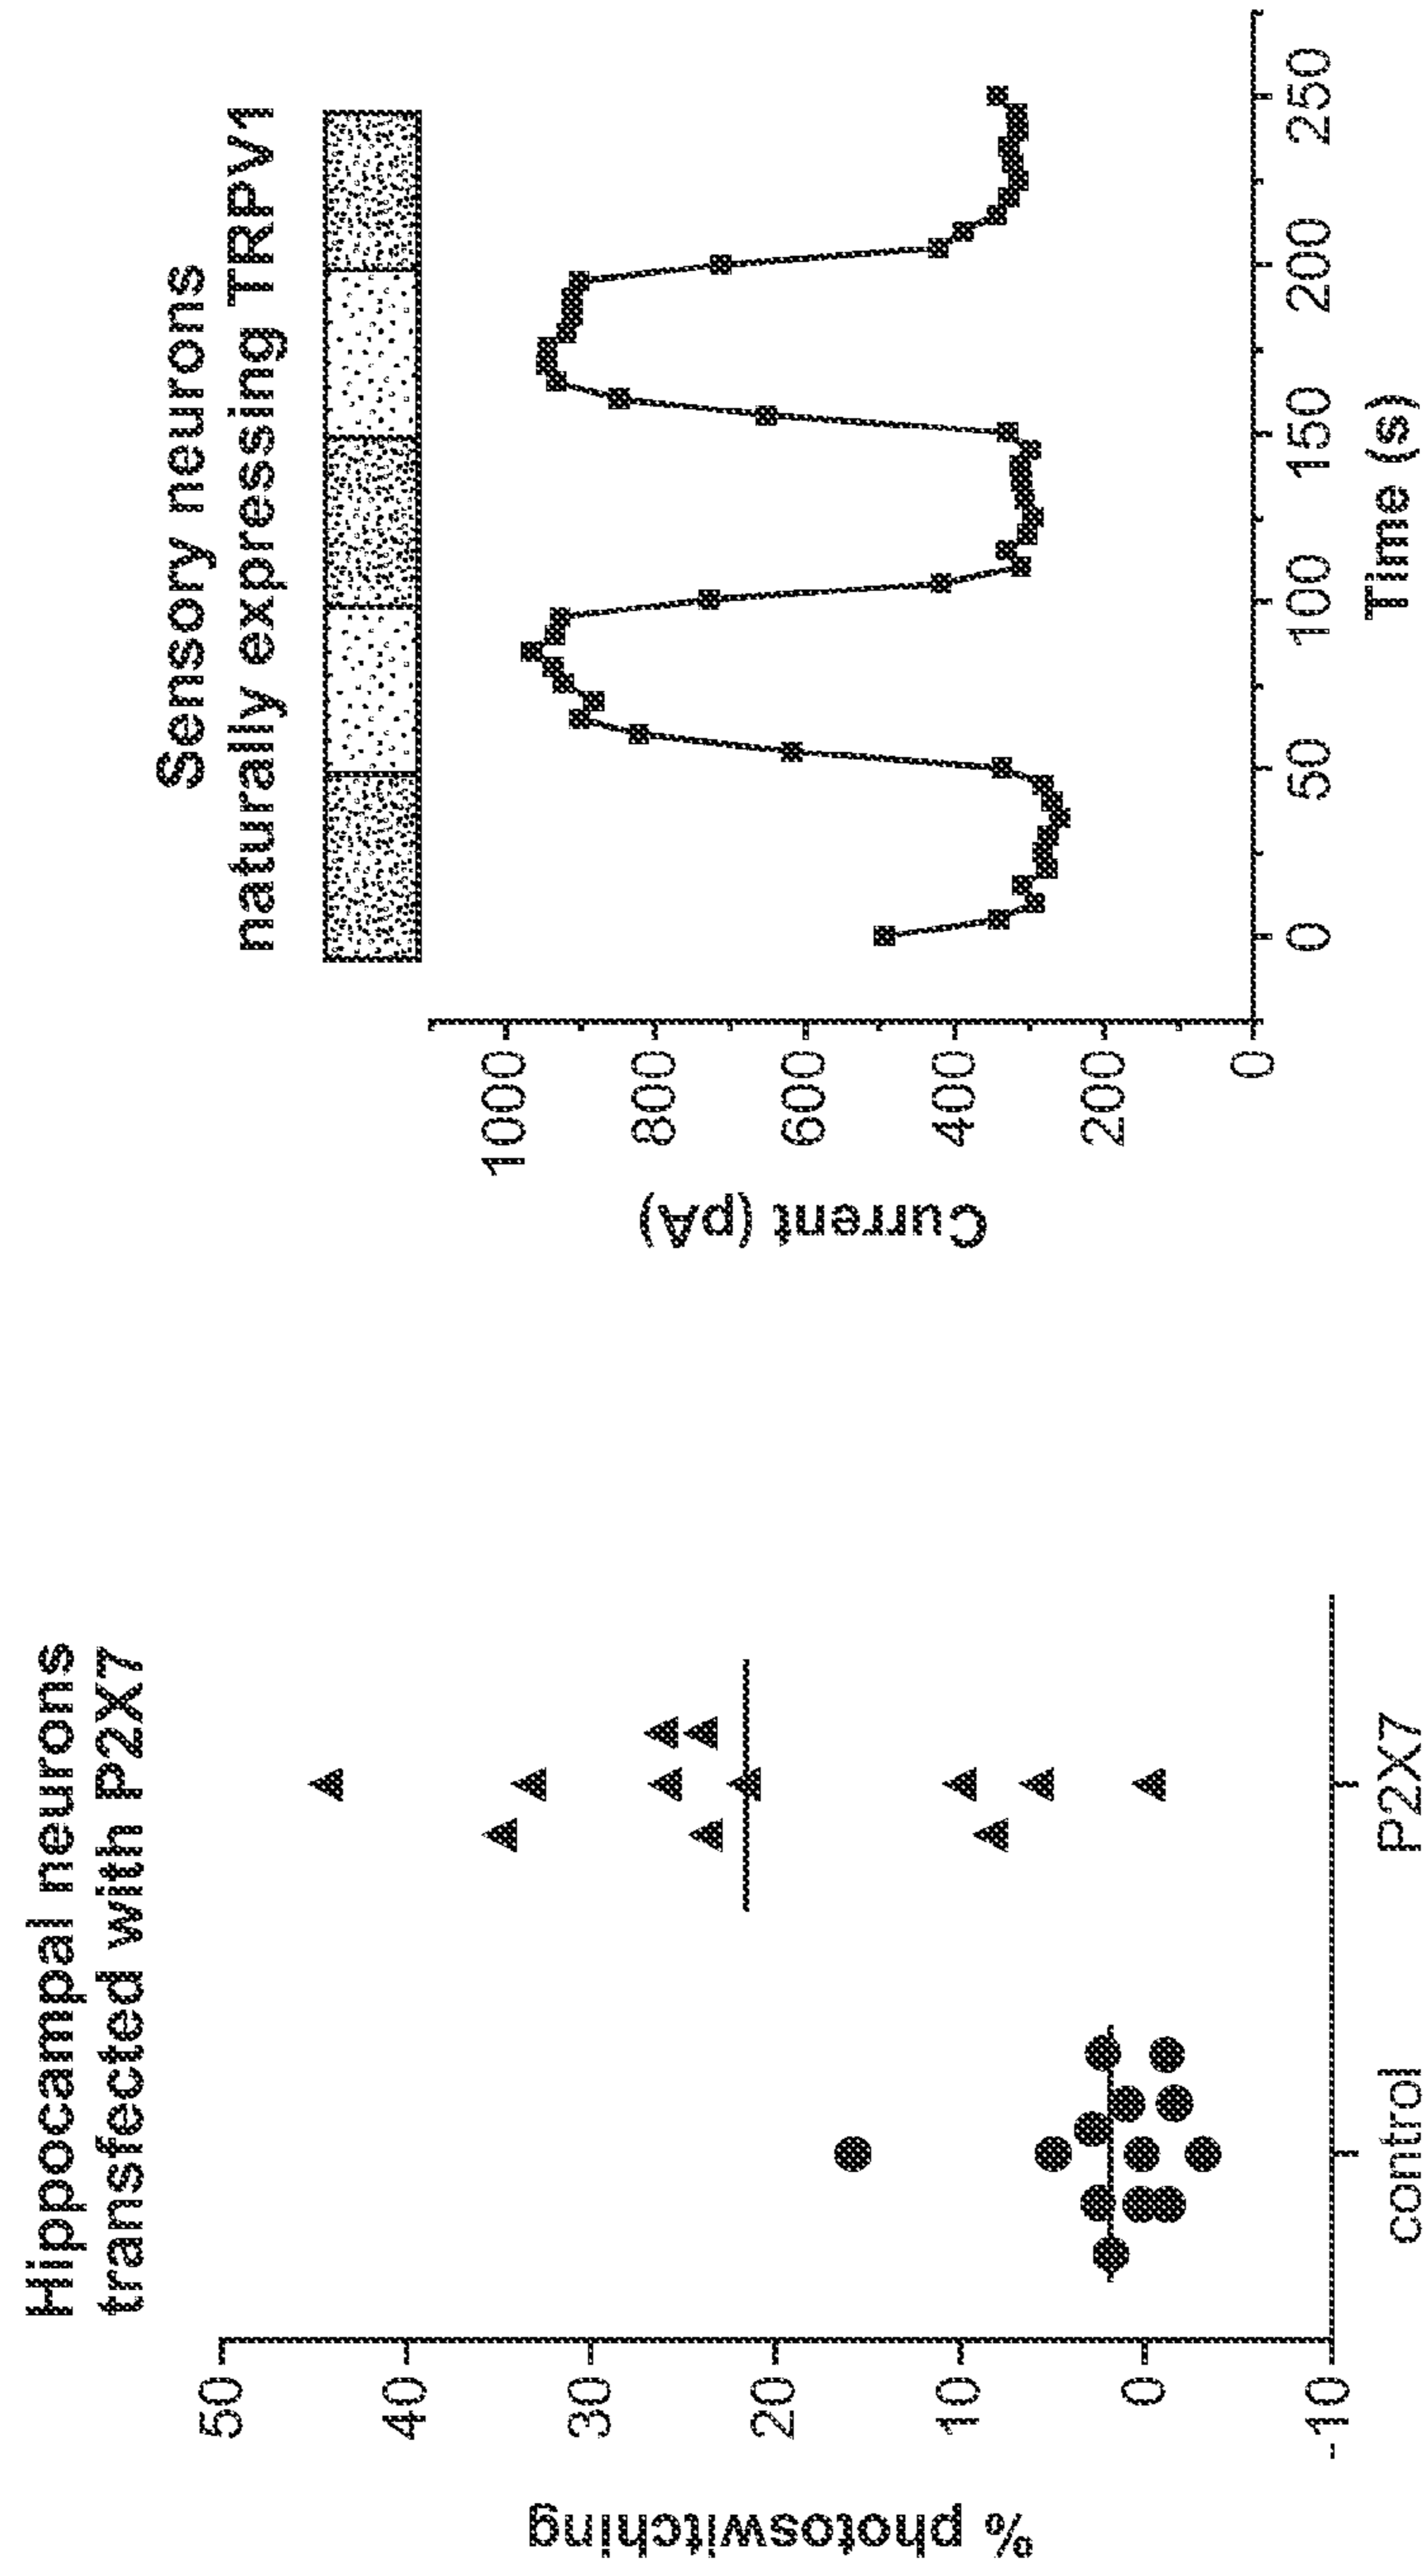 Hippocampal neurons
transfected with P2X7
% photoswitching
50
40
30
20
10
0
-10
control
P2X7
Sensory neurons
naturally expressing TRPV1
Current (pA)
1000
800
600
400
200
0
0
50
100
150
200
250
Time (s)